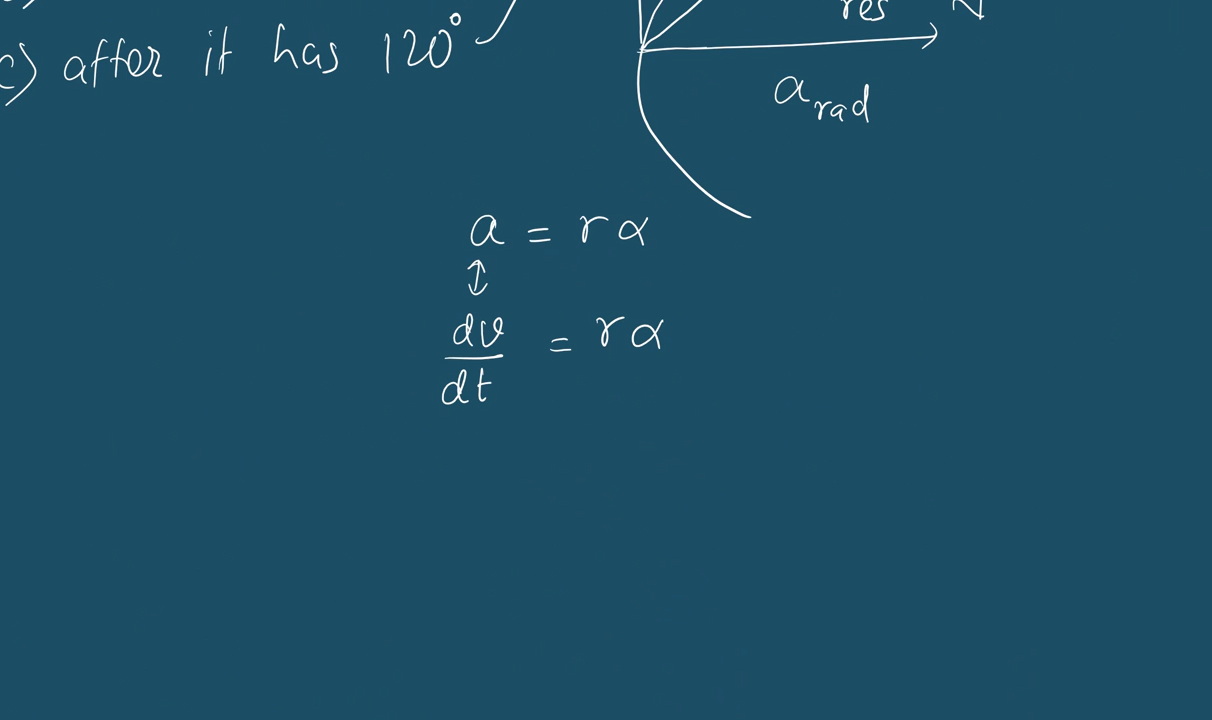 c) after it has 120°
res
a_rad
a = rα
↕
dv/dt = rα